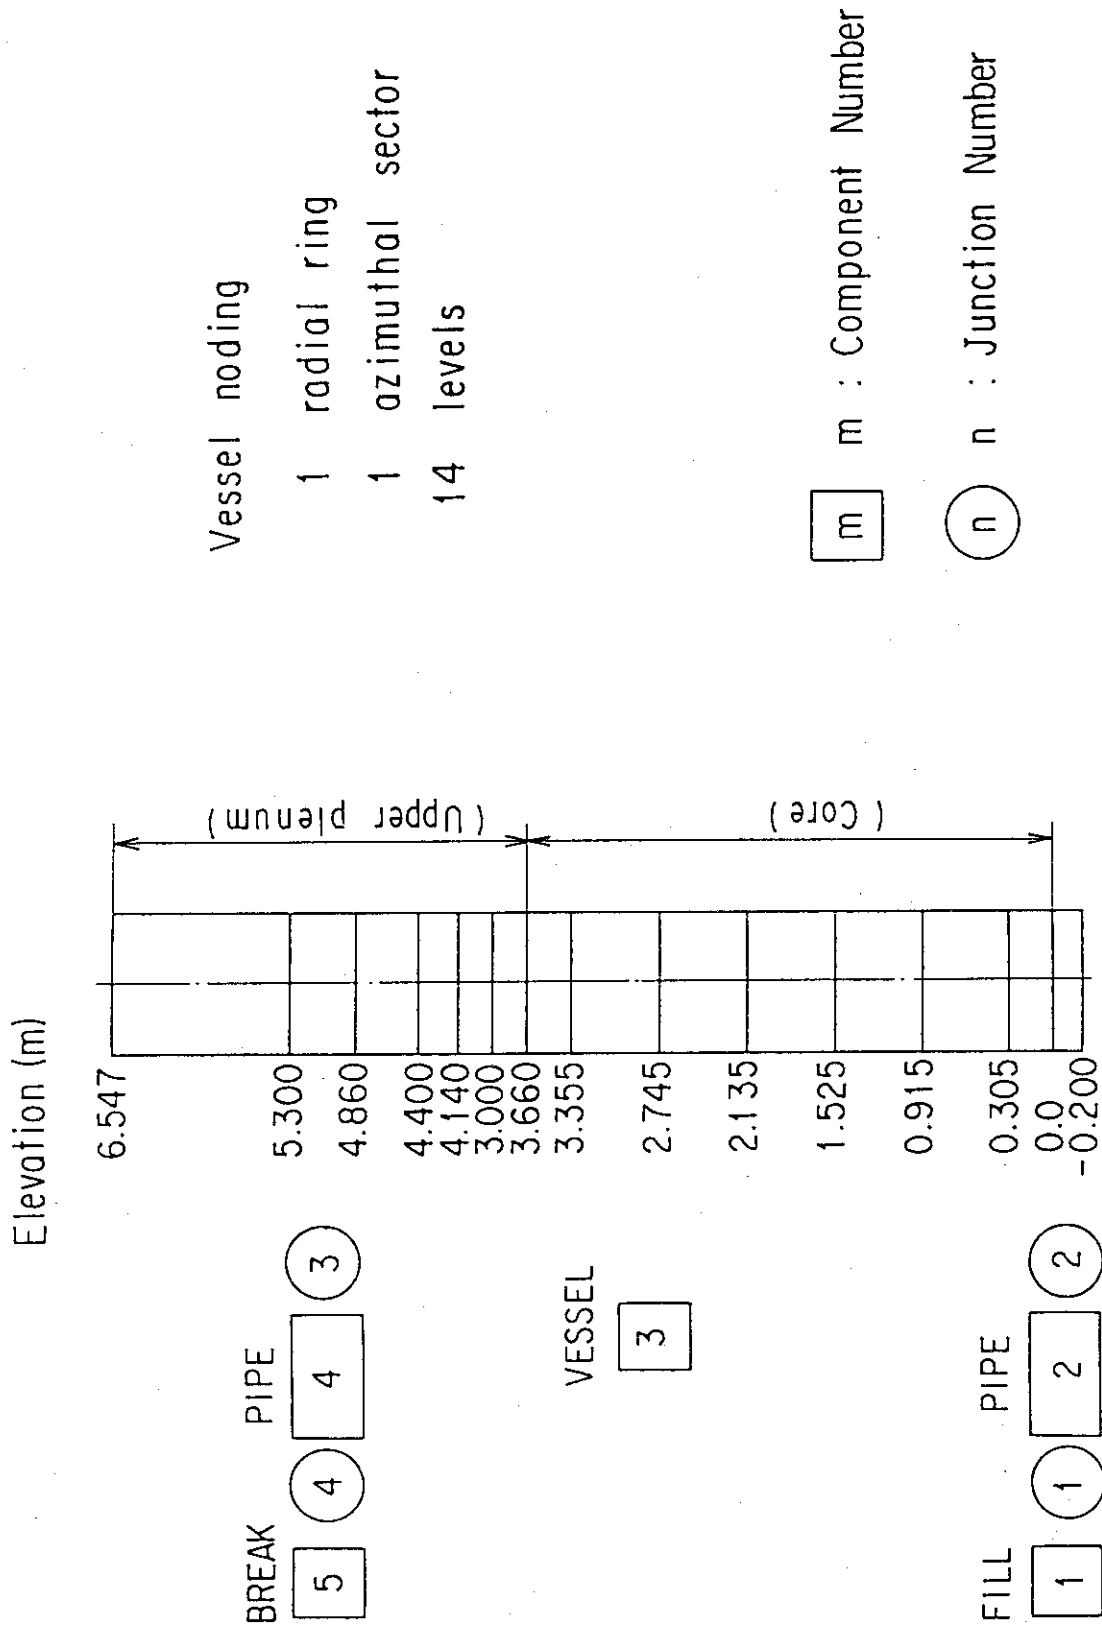 Elevation (m)
6.547
5.300
4.860
4.400
4.140
3.000
3.660
3.355
2.745
2.135
1.525
0.915
0.305
0.0
-0.200
(Upper plenum)
(Core)
BREAK
5
4
PIPE
4
3
VESSEL
3
FILL
1
1
PIPE
2
2
Vessel noding
1 radial ring
1 azimuthal sector
14 levels
m m : Component Number
n n : Junction Number